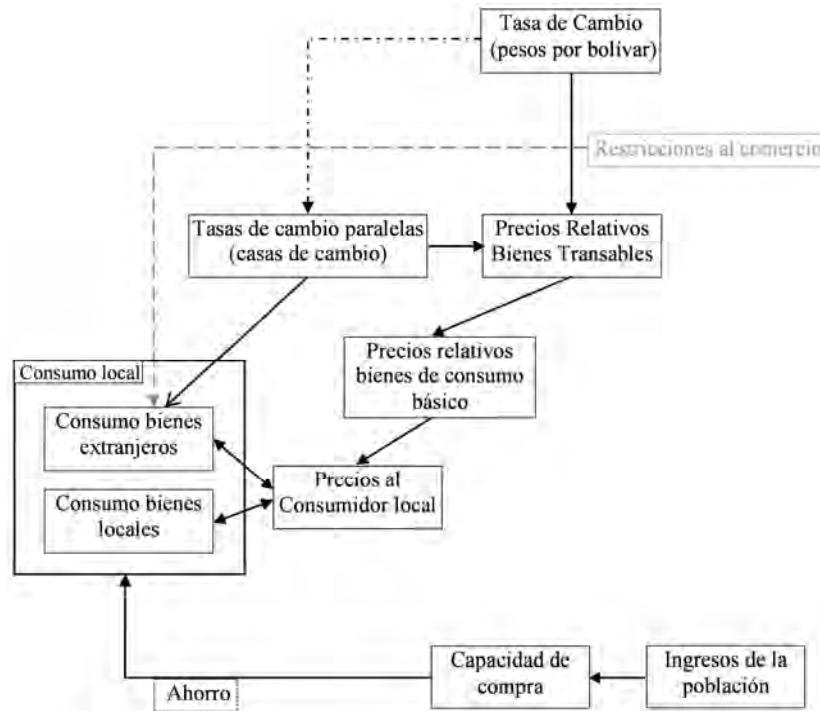 Tasa de Cambio
(pesos por bolivar)
Restricciones al comercio
Tasas de cambio paralelas
(casas de cambio)
Precios Relativos
Bienes Transables
Precios relativos
bienes de consumo
básico
Consumo local
Consumo bienes
extranjeros
Precios al
Consumidor local
Consumo bienes
locales
Capacidad de
compra
Ingresos de la
población
Ahorro